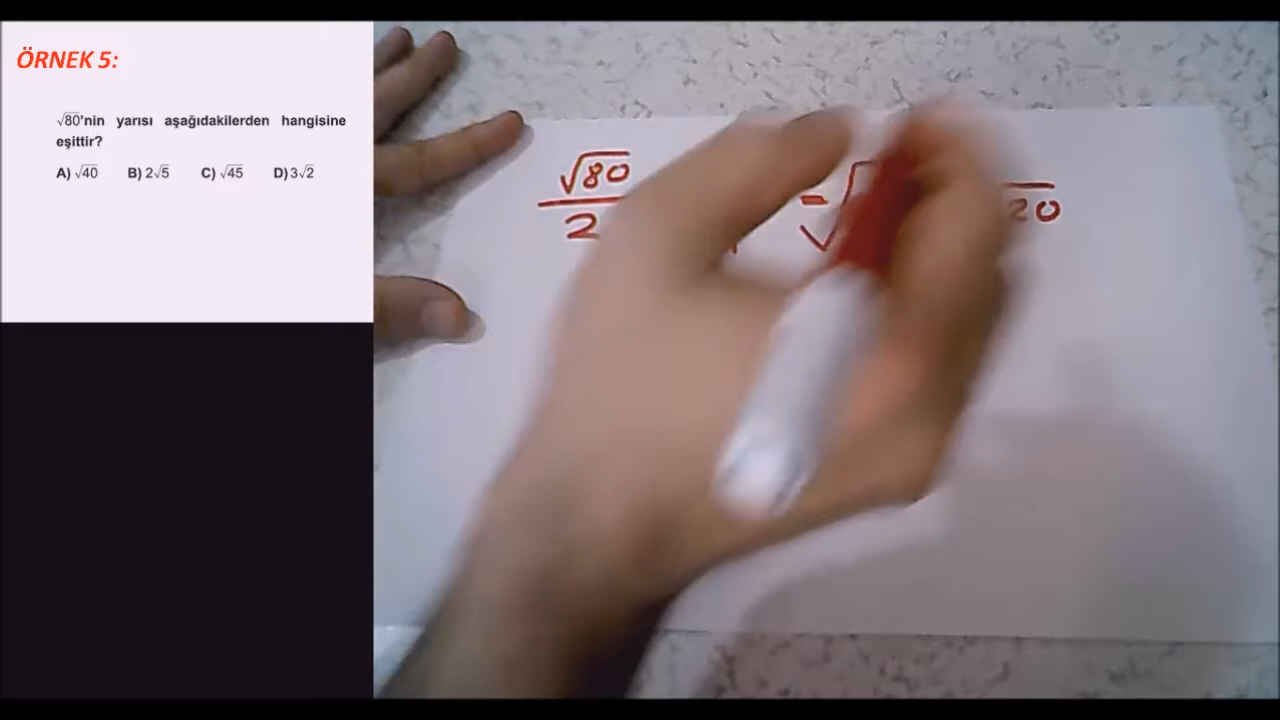 ÖRNEK 5:
√80'nin yarısı aşağıdakilerden hangisine
eşittir?
A) √40 B) 2√5 C) √45 D) 3√2
√80
2
=
20